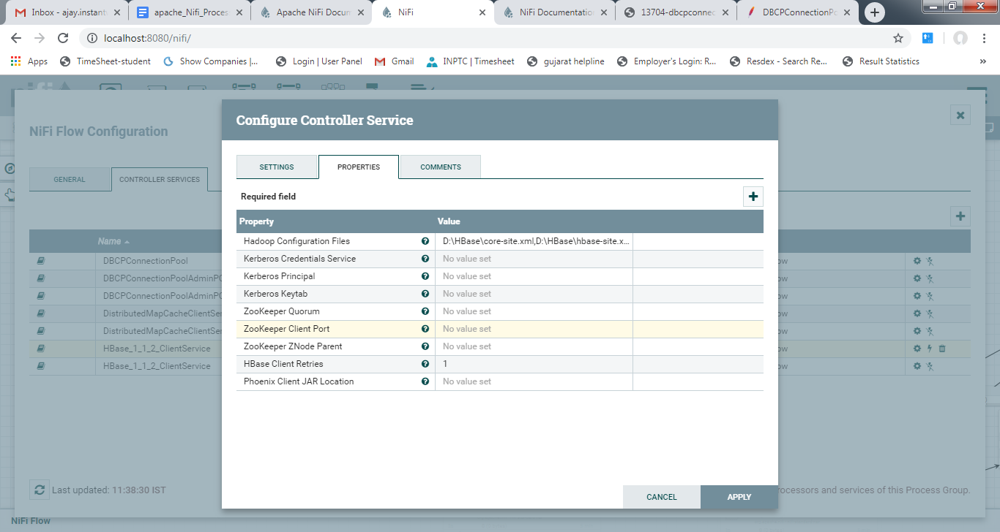 Inbox - ajay.instant
apache_Nifi_Proces
Apache NiFi Docum
NiFi
NiFi Documentatio
13704-dbcpconnec
DBCPConnectionPo
localhost:8080/nifi/
Apps
TimeSheet-student
Show Companies |...
Login | User Panel
Gmail
INPTC | Timesheet
gujarat helpline
Employer's Login: R...
Resdex - Search Re...
Result Statistics
»
NiFi Flow Configuration
GENERAL
CONTROLLER SERVICES
Name
DBCPConnectionPool
DBCPConnectionPoolAdminPO
DBCPConnectionPoolAdminPO
DistributedMapCacheClientSer
DistributedMapCacheClientSer
HBase_1_1_2_ClientService
HBase_1_1_2_ClientService
Configure Controller Service
SETTINGS
PROPERTIES
COMMENTS
Required field
Property Value
Hadoop Configuration Files D:\HBase\core-site.xml,D:\HBase\hbase-site.x...
Kerberos Credentials Service No value set
Kerberos Principal No value set
Kerberos Keytab No value set
ZooKeeper Quorum No value set
ZooKeeper Client Port No value set
ZooKeeper ZNode Parent No value set
HBase Client Retries 1
Phoenix Client JAR Location No value set
CANCEL
APPLY
ow
ow
ow
ow
ow
ow
ow
Last updated: 11:38:30 IST
rocessors and services of this Process Group.
NiFi Flow